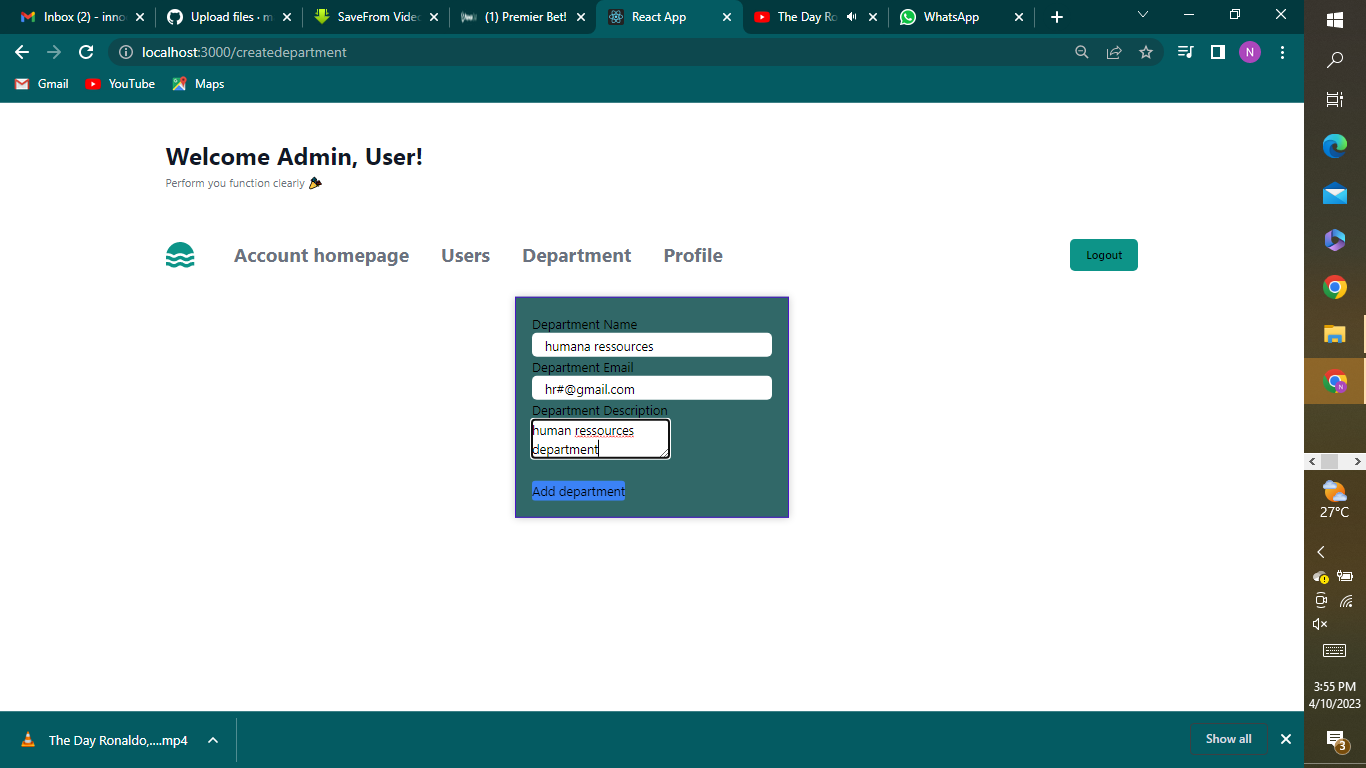 Inbox (2) - inno
Upload files · m
SaveFrom Video
(1) Premier Bet!
React App
The Day Ro
WhatsApp
localhost:3000/createdepartment
N
Gmail
YouTube
Maps
Welcome Admin, User!
Perform you function clearly
Account homepage
Users
Department
Profile
Logout
Department Name
humana ressources
Department Email
hr#@gmail.com
Department Description
human ressources
department
Add department
27°C
3:55 PM
4/10/2023
3
The Day Ronaldo,....mp4
Show all